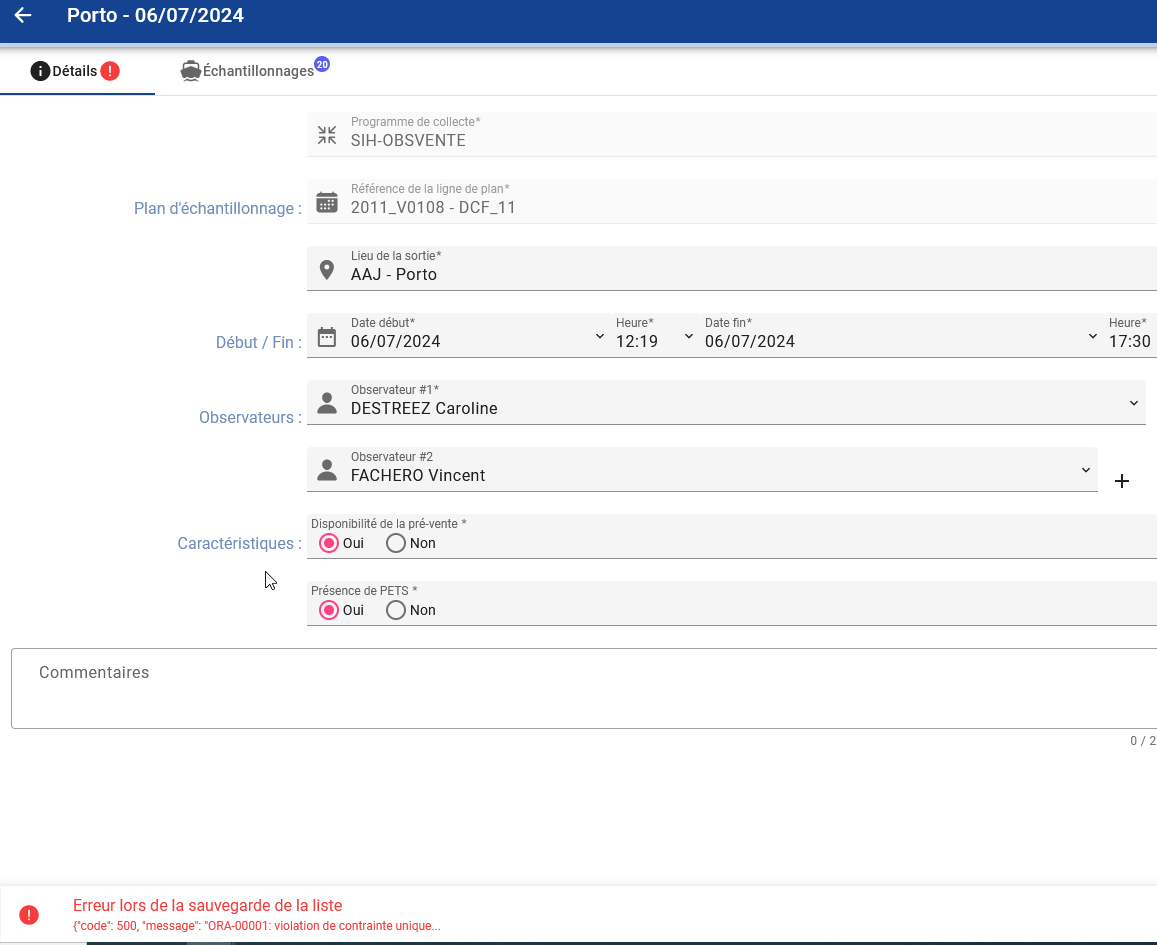 Porto - 06/07/2024
Détails
Échantillonnages 20
Programme de collecte*
SIH-OBSVENTE
Plan d'échantillonnage :
Référence de la ligne de plan*
2011_V0108 - DCF_11
Lieu de la sortie*
AAJ - Porto
Début / Fin :
Date début* Heure* Date fin* Heure*
06/07/2024 12:19 06/07/2024 17:30
Observateurs :
Observateur #1*
DESTREEZ Caroline
Observateur #2
FACHERO Vincent
Caractéristiques :
Disponibilité de la pré-vente *
Oui Non
Présence de PETS *
Oui Non
Commentaires
0 / 2
Erreur lors de la sauvegarde de la liste
{"code": 500, "message": "ORA-00001: violation de contrainte unique...